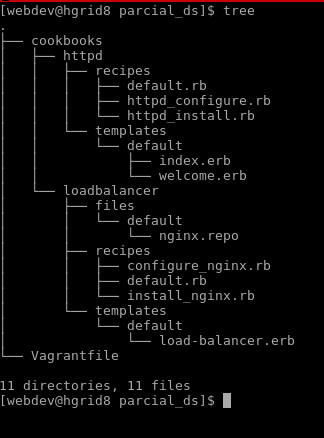 [webdev@hgrid8 parcial_ds]$ tree
.
├── cookbooks
│   ├── httpd
│   │   ├── recipes
│   │   │   ├── default.rb
│   │   │   ├── httpd_configure.rb
│   │   │   └── httpd_install.rb
│   │   └── templates
│   │       └── default
│   │           ├── index.erb
│   │           └── welcome.erb
│   └── loadbalancer
│       ├── files
│       │   └── default
│       │       └── nginx.repo
│       ├── recipes
│       │   ├── configure_nginx.rb
│       │   ├── default.rb
│       │   └── install_nginx.rb
│       └── templates
│           └── default
│               └── load-balancer.erb
└── Vagrantfile

11 directories, 11 files
[webdev@hgrid8 parcial_ds]$